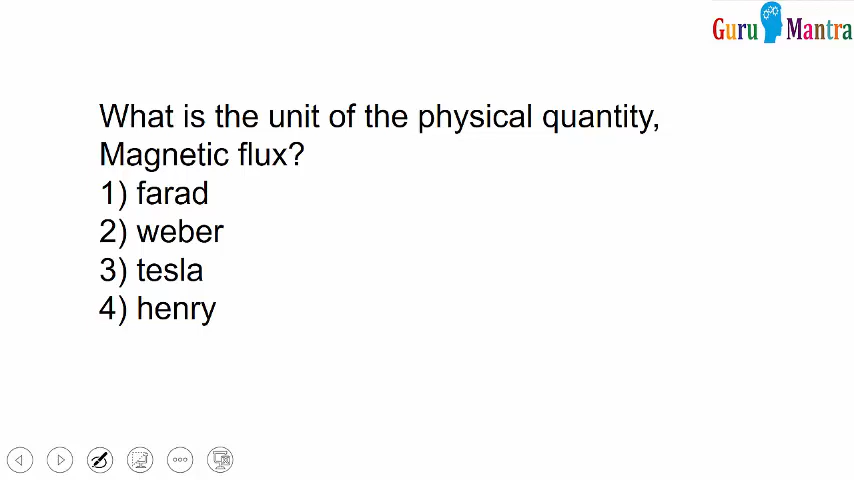 Guru Mantra
What is the unit of the physical quantity,
Magnetic flux?
1) farad
2) weber
3) tesla
4) henry